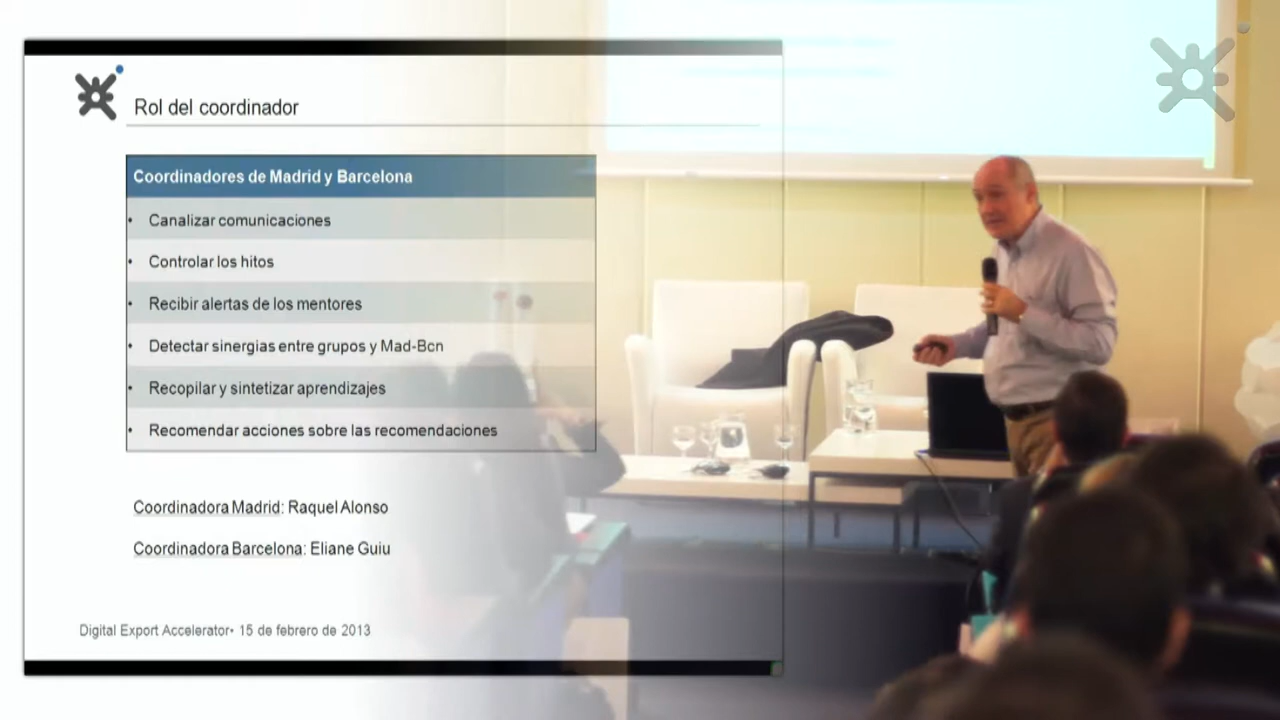 Rol del coordinador
Coordinadores de Madrid y Barcelona
• Canalizar comunicaciones
• Controlar los hitos
• Recibir alertas de los mentores
• Detectar sinergias entre grupos y Mad-Bcn
• Recopilar y sintetizar aprendizajes
• Recomendar acciones sobre las recomendaciones
Coordinadora Madrid: Raquel Alonso
Coordinadora Barcelona: Eliane Guiu
Digital Export Accelerator• 15 de febrero de 2013